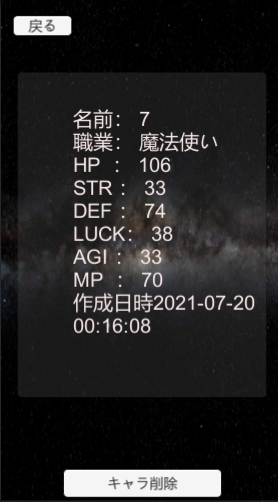 戻る
名前： 7
職業： 魔法使い
HP ： 106
STR ： 33
DEF ： 74
LUCK： 38
AGI ： 33
MP ： 70
作成日時2021-07-20
00:16:08
キャラ削除